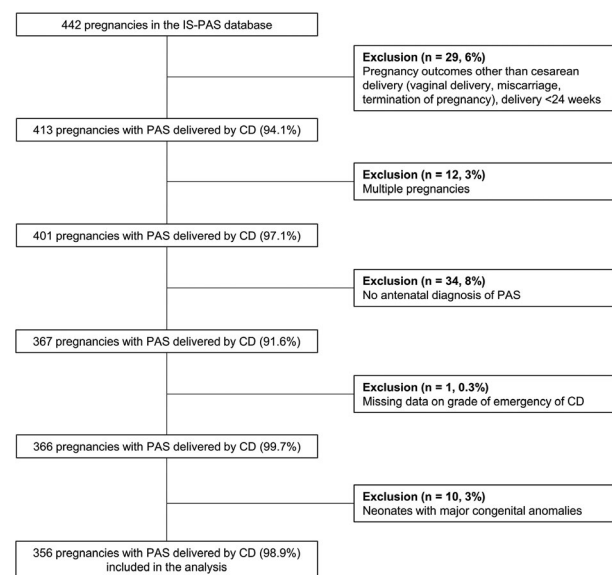 442 pregnancies in the IS-PAS database
Exclusion (n = 29, 6%)
Pregnancy outcomes other than cesarean
delivery (vaginal delivery, miscarriage,
termination of pregnancy), delivery <24 weeks
413 pregnancies with PAS delivered by CD (94.1%)
Exclusion (n = 12, 3%)
Multiple pregnancies
401 pregnancies with PAS delivered by CD (97.1%)
Exclusion (n = 34, 8%)
No antenatal diagnosis of PAS
367 pregnancies with PAS delivered by CD (91.6%)
Exclusion (n = 1, 0.3%)
Missing data on grade of emergency of CD
366 pregnancies with PAS delivered by CD (99.7%)
Exclusion (n = 10, 3%)
Neonates with major congenital anomalies
356 pregnancies with PAS delivered by CD (98.9%)
included in the analysis